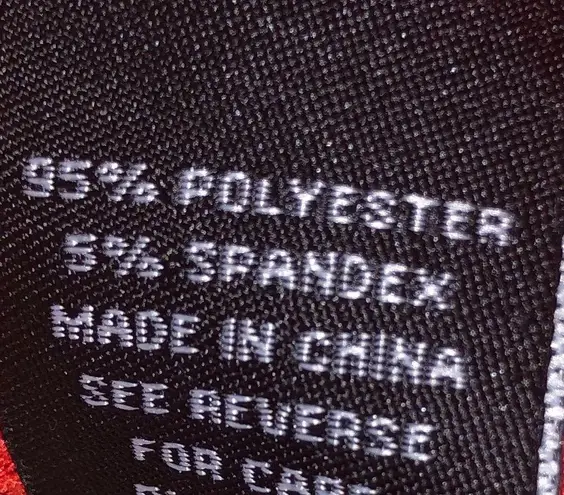 95% POLYESTER
5% SPANDEX
MADE IN CHINA
SEE REVERSE
FOR CARE